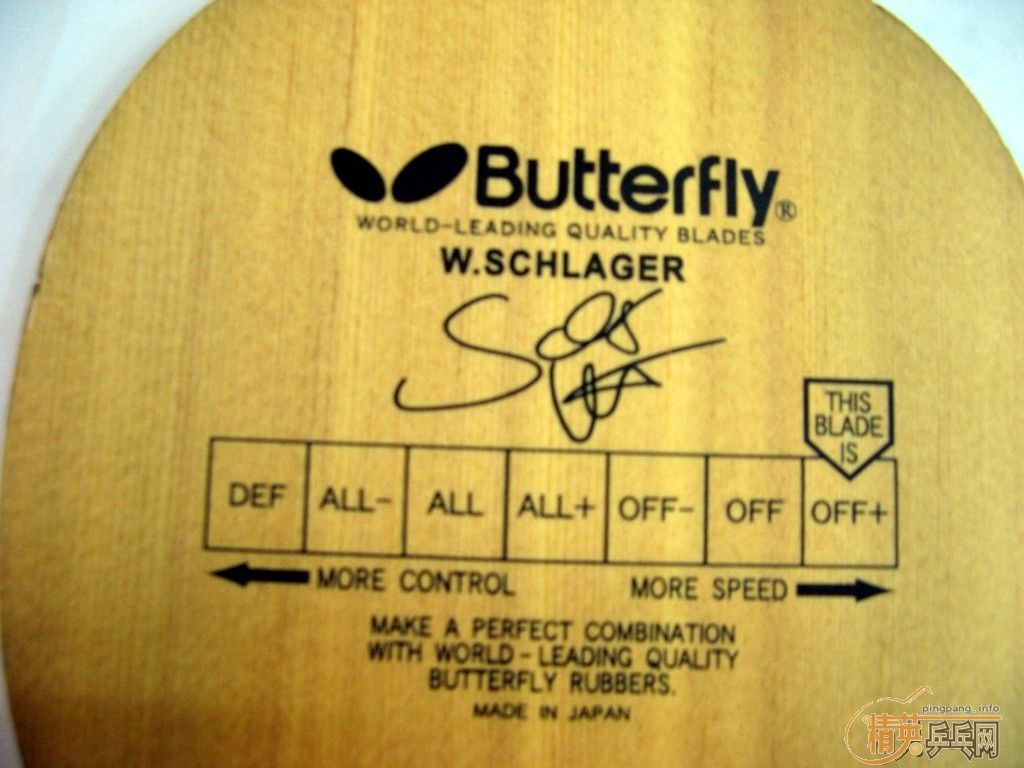 Butterfly®
WORLD-LEADING QUALITY BLADES
W.SCHLAGER
THIS
BLADE
IS
DEF ALL- ALL ALL+ OFF- OFF OFF+
MORE CONTROL MORE SPEED
MAKE A PERFECT COMBINATION
WITH WORLD-LEADING QUALITY
BUTTERFLY RUBBERS.
MADE IN JAPAN
pingpang.info
精英乒乓网